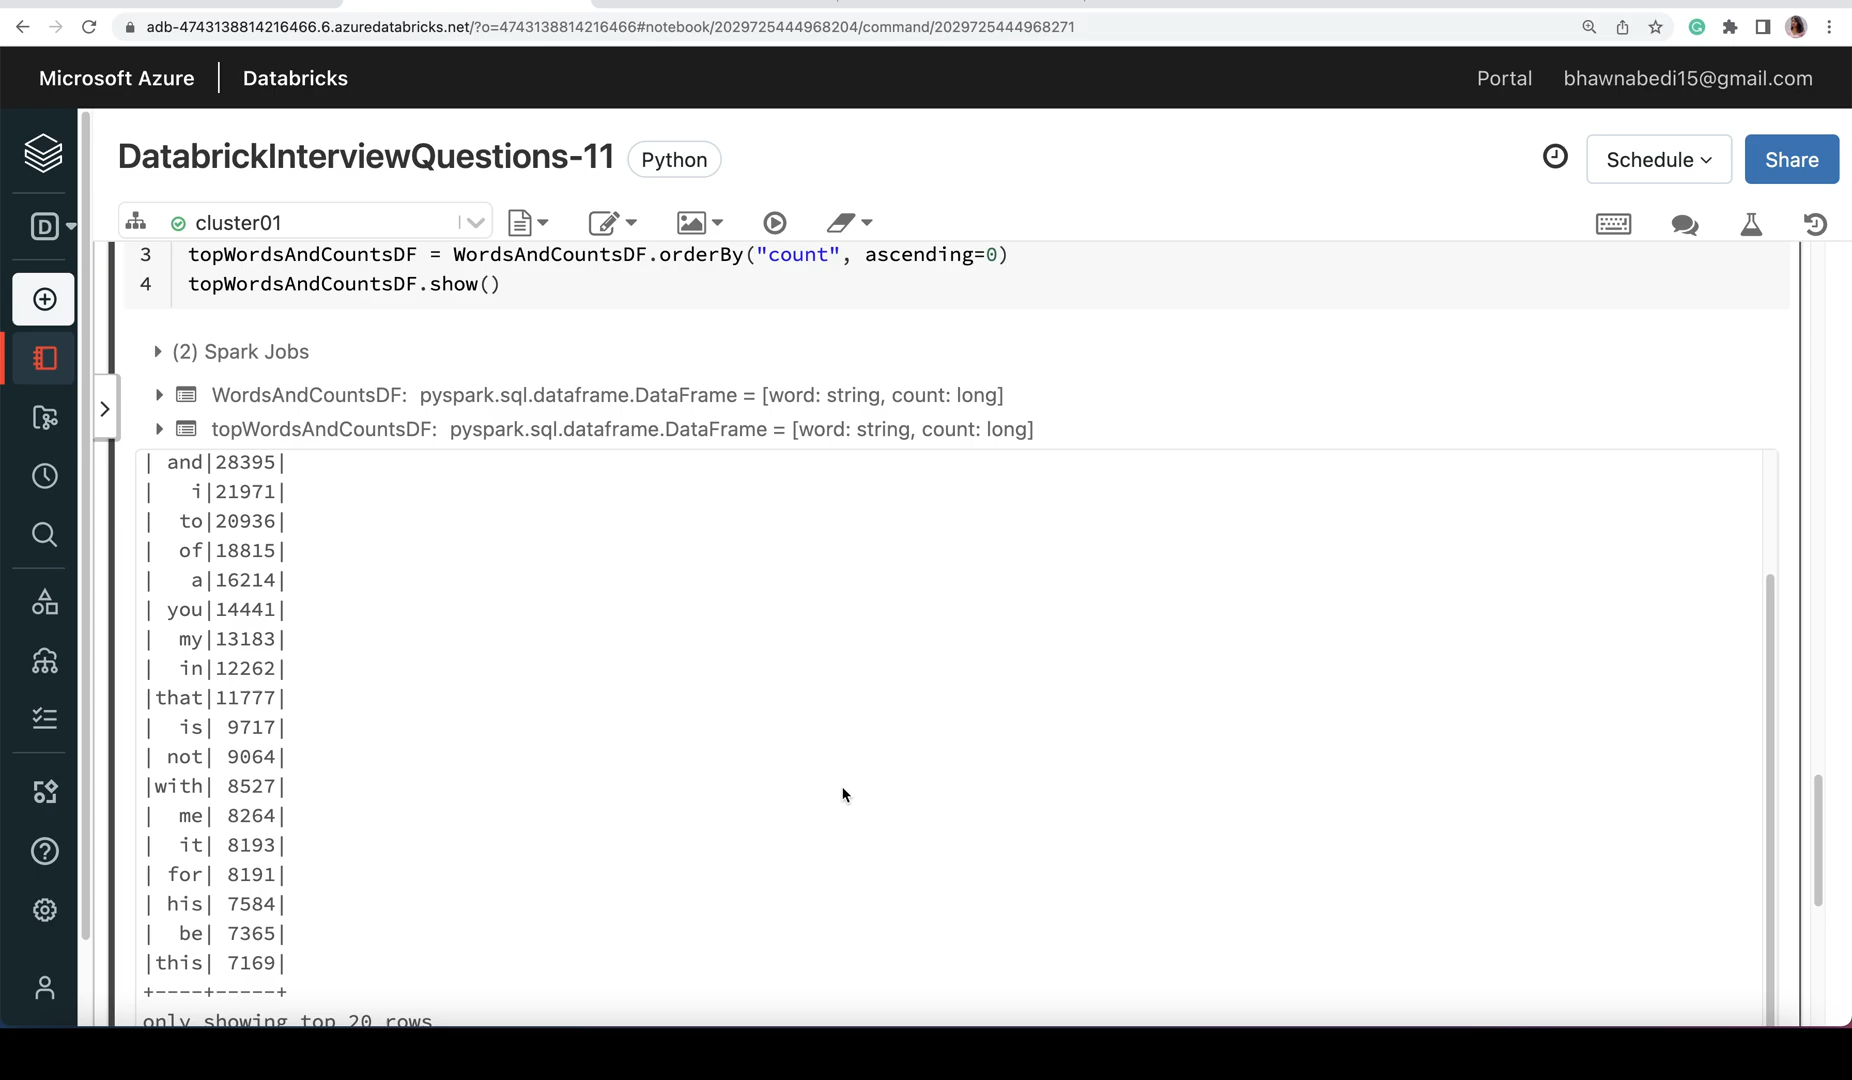 adb-4743138814216466.6.azuredatabricks.net/?o=4743138814216466#notebook/2029725444968204/command/2029725444968271
Microsoft Azure | Databricks Portal bhawnabedi15@gmail.com
DatabrickInterviewQuestions-11 Python Schedule Share
cluster01
3 topWordsAndCountsDF = WordsAndCountsDF.orderBy("count", ascending=0)
4 topWordsAndCountsDF.show()
(2) Spark Jobs
WordsAndCountsDF: pyspark.sql.dataframe.DataFrame = [word: string, count: long]
topWordsAndCountsDF: pyspark.sql.dataframe.DataFrame = [word: string, count: long]
| and|28395|
|   i|21971|
|  to|20936|
|  of|18815|
|   a|16214|
| you|14441|
|  my|13183|
|  in|12262|
|that|11777|
|  is| 9717|
| not| 9064|
|with| 8527|
|  me| 8264|
|  it| 8193|
| for| 8191|
| his| 7584|
|  be| 7365|
|this| 7169|
+----+-----+
only showing top 20 rows